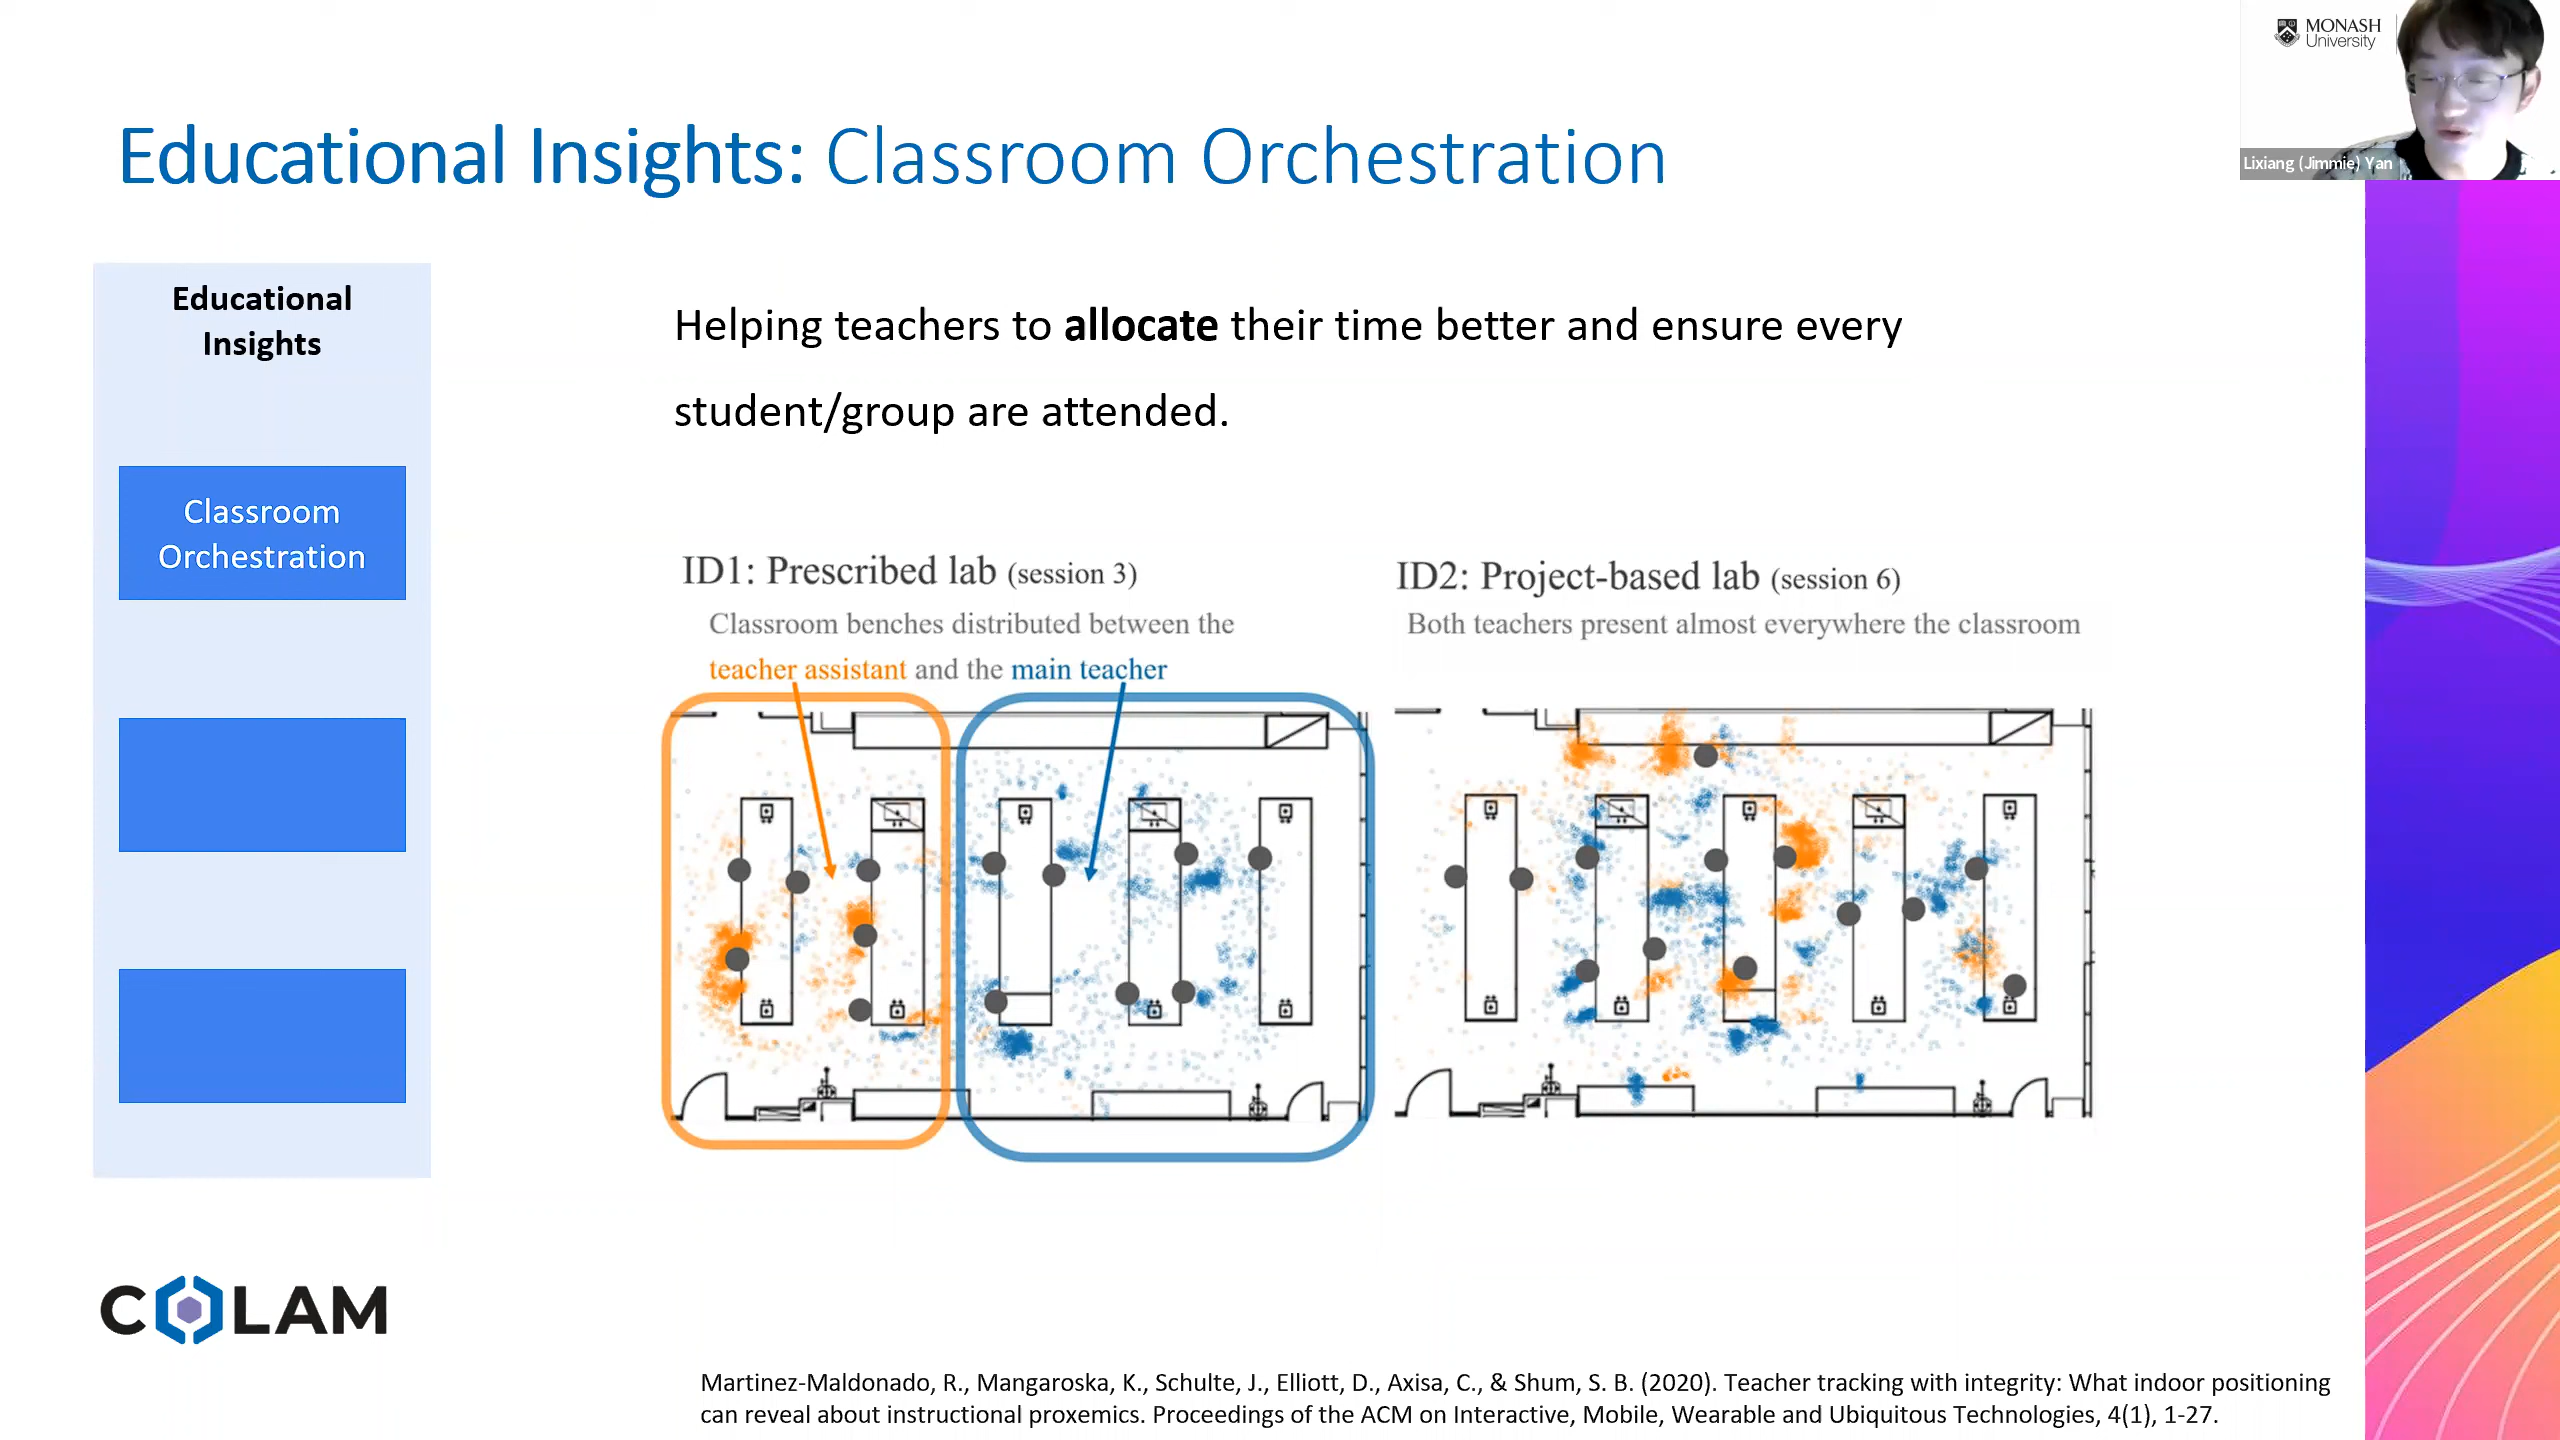 MONASH
University
Lixiang (Jimmie) Yan
Educational Insights: Classroom Orchestration
Educational
Insights
Classroom
Orchestration
Helping teachers to allocate their time better and ensure every
student/group are attended.
ID1: Prescribed lab (session 3)
Classroom benches distributed between the
teacher assistant and the main teacher
ID2: Project-based lab (session 6)
Both teachers present almost everywhere the classroom
COLAM
Martinez-Maldonado, R., Mangaroska, K., Schulte, J., Elliott, D., Axisa, C., & Shum, S. B. (2020). Teacher tracking with integrity: What indoor positioning
can reveal about instructional proxemics. Proceedings of the ACM on Interactive, Mobile, Wearable and Ubiquitous Technologies, 4(1), 1-27.